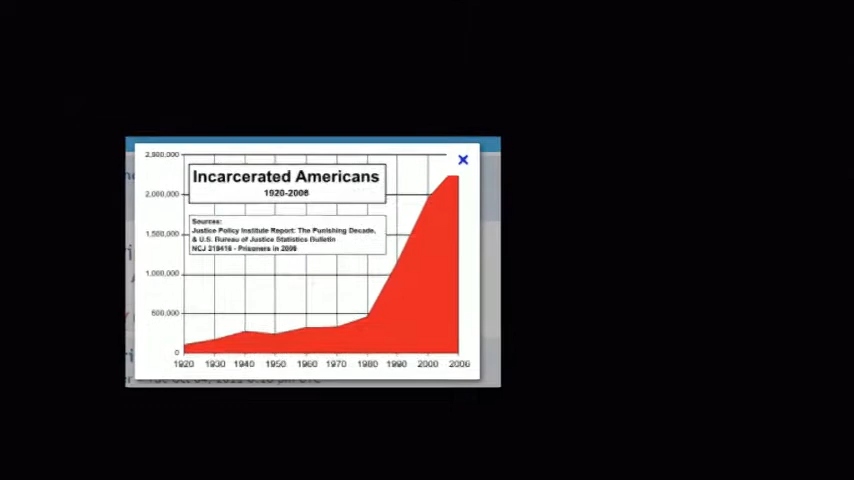 2,500,000
Incarcerated Americans
1920-2006
2,000,000
Sources:
Justice Policy Institute Report: The Punishing Decade,
& U.S. Bureau of Justice Statistics Bulletin
NCJ 219416 - Prisoners in 2006
1,500,000
1,000,000
500,000
0
1920 1930 1940 1950 1960 1970 1980 1990 2000 2006